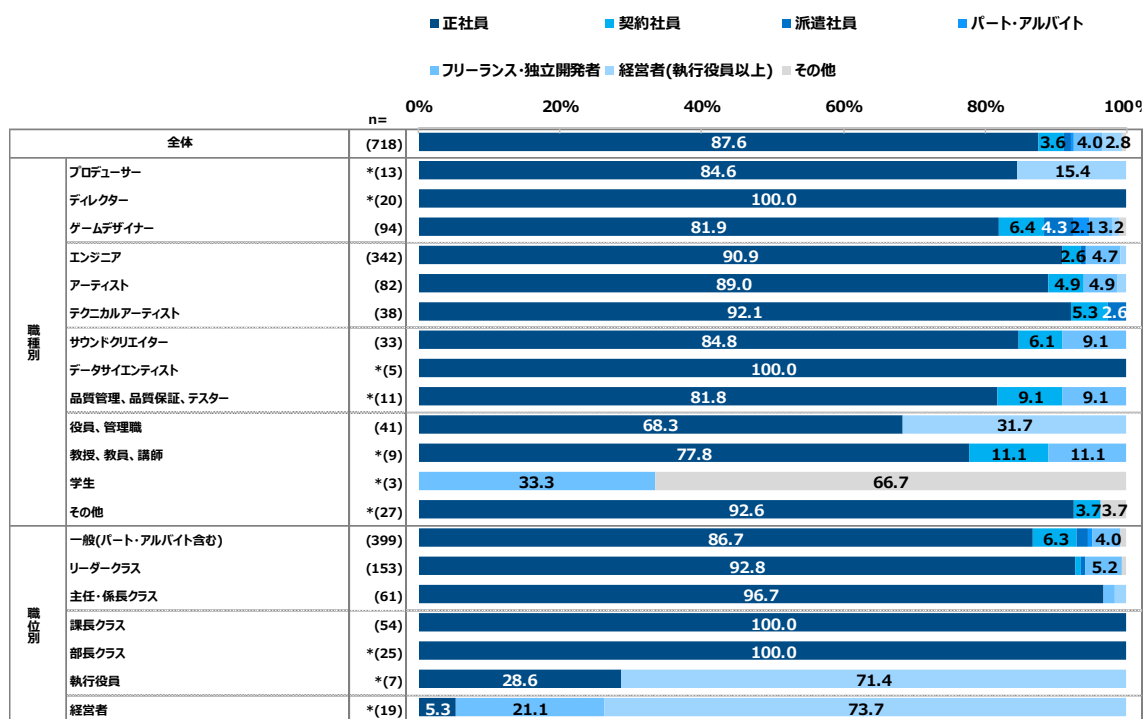 正社員 契約社員 派遣社員 パート・アルバイト
フリーランス・独立開発者 経営者(執行役員以上) その他
n= 0% 20% 40% 60% 80% 100%
全体 (718) 87.6 3.6 4.0 2.8
職種別
プロデューサー *(13) 84.6 15.4
ディレクター *(20) 100.0
ゲームデザイナー (94) 81.9 6.4 4.3 2.1 3.2
エンジニア (342) 90.9 2.6 4.7
アーティスト (82) 89.0 4.9 4.9
テクニカルアーティスト (38) 92.1 5.3 2.6
サウンドクリエイター (33) 84.8 6.1 9.1
データサイエンティスト *(5) 100.0
品質管理、品質保証、テスター *(11) 81.8 9.1 9.1
役員、管理職 (41) 68.3 31.7
教授、教員、講師 *(9) 77.8 11.1 11.1
学生 *(3) 33.3 66.7
その他 *(27) 92.6 3.7 3.7
職位別
一般(パート・アルバイト含む) (399) 86.7 6.3 4.0
リーダークラス (153) 92.8 5.2
主任・係長クラス (61) 96.7
課長クラス (54) 100.0
部長クラス *(25) 100.0
執行役員 *(7) 28.6 71.4
経営者 *(19) 5.3 21.1 73.7